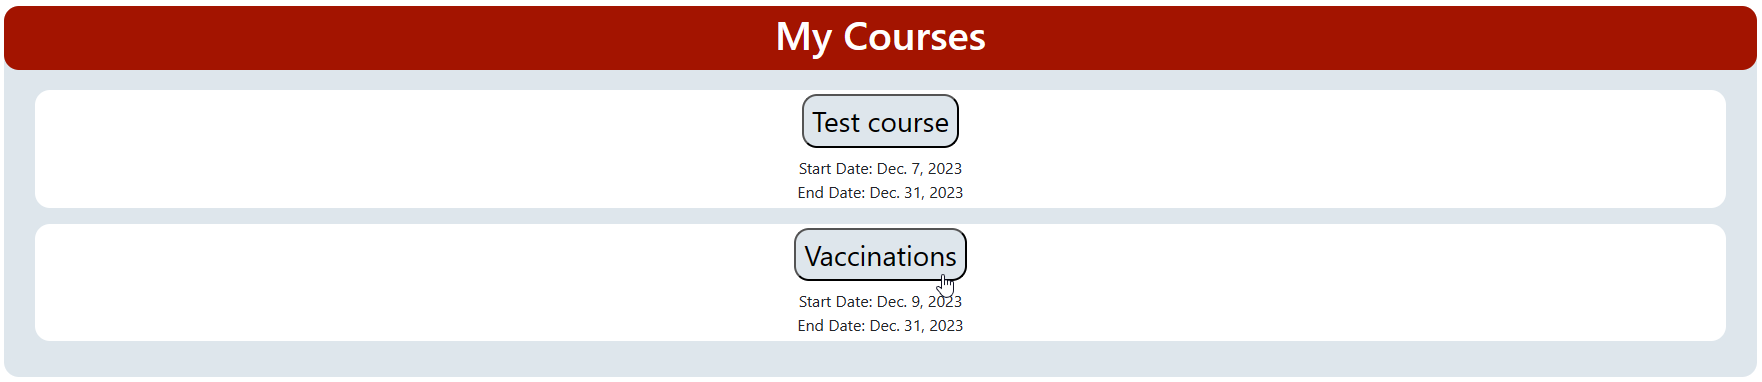 My Courses
Test course
Start Date: Dec. 7, 2023
End Date: Dec. 31, 2023
Vaccinations
Start Date: Dec. 9, 2023
End Date: Dec. 31, 2023